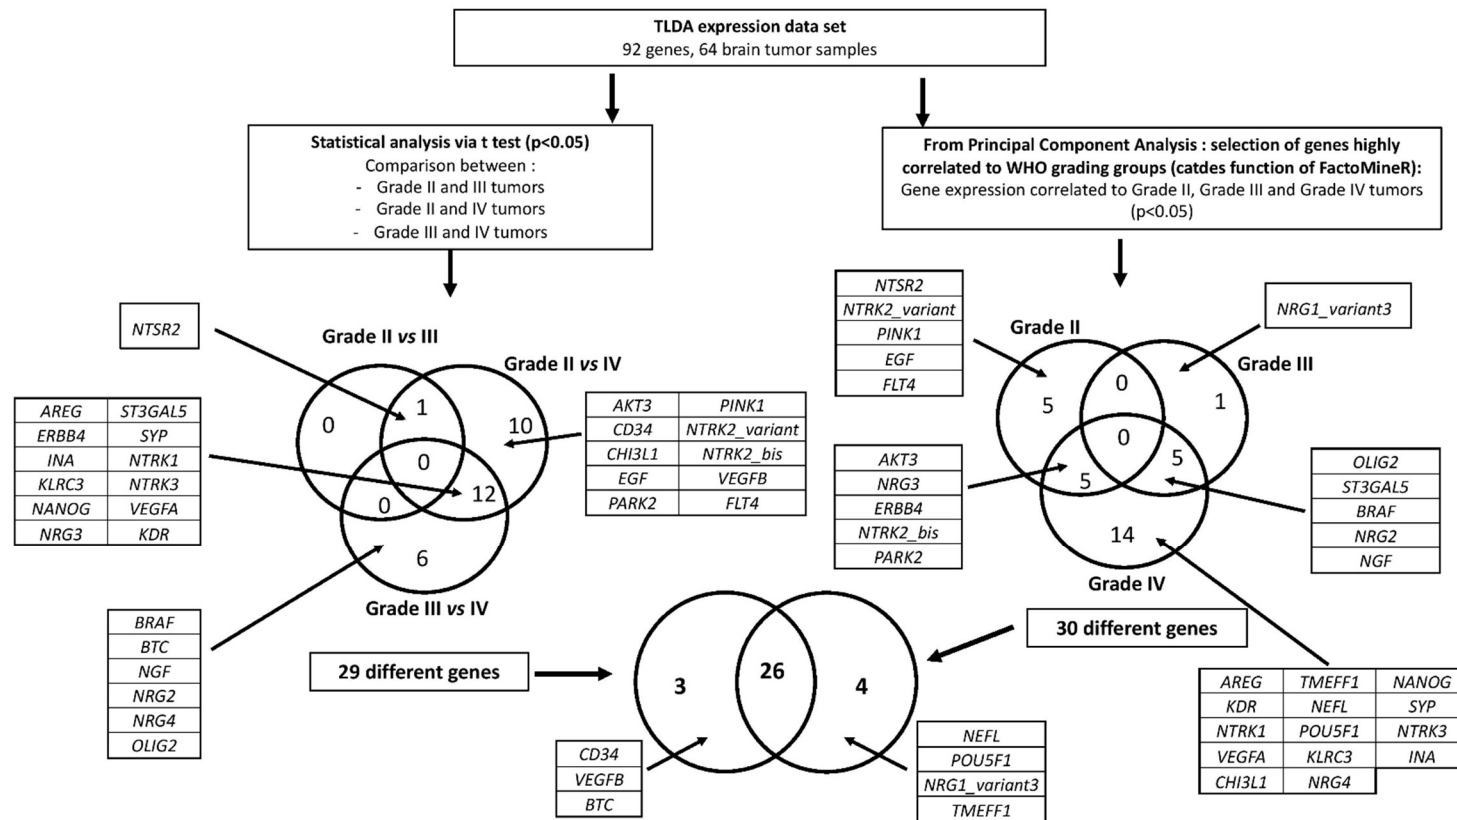 TLDA expression data set
92 genes, 64 brain tumor samples
Statistical analysis via t test (p<0.05)
Comparison between :
- Grade II and III tumors
- Grade II and IV tumors
- Grade III and IV tumors
From Principal Component Analysis : selection of genes highly
correlated to WHO grading groups (catdes function of FactoMineR):
Gene expression correlated to Grade II, Grade III and Grade IV tumors
(p<0.05)
NTSR2
Grade II vs III
Grade II vs IV
0
1
10
0
0
12
6
Grade III vs IV
AREG ST3GAL5
ERBB4 SYP
INA NTRK1
KLRC3 NTRK3
NANOG VEGFA
NRG3 KDR
AKT3 PINK1
CD34 NTRK2_variant
CHI3L1 NTRK2_bis
EGF VEGFB
PARK2 FLT4
BRAF
BTC
NGF
NRG2
NRG4
OLIG2
NTSR2
NTRK2_variant
PINK1
EGF
FLT4
NRG1_variant3
Grade II
Grade III
0
5
1
0
5
5
14
Grade IV
AKT3
NRG3
ERBB4
NTRK2_bis
PARK2
OLIG2
ST3GAL5
BRAF
NRG2
NGF
29 different genes
30 different genes
3
26
4
CD34
VEGFB
BTC
NEFL
POU5F1
NRG1_variant3
TMEFF1
AREG TMEFF1 NANOG
KDR NEFL SYP
NTRK1 POU5F1 NTRK3
VEGFA KLRC3 INA
CHI3L1 NRG4